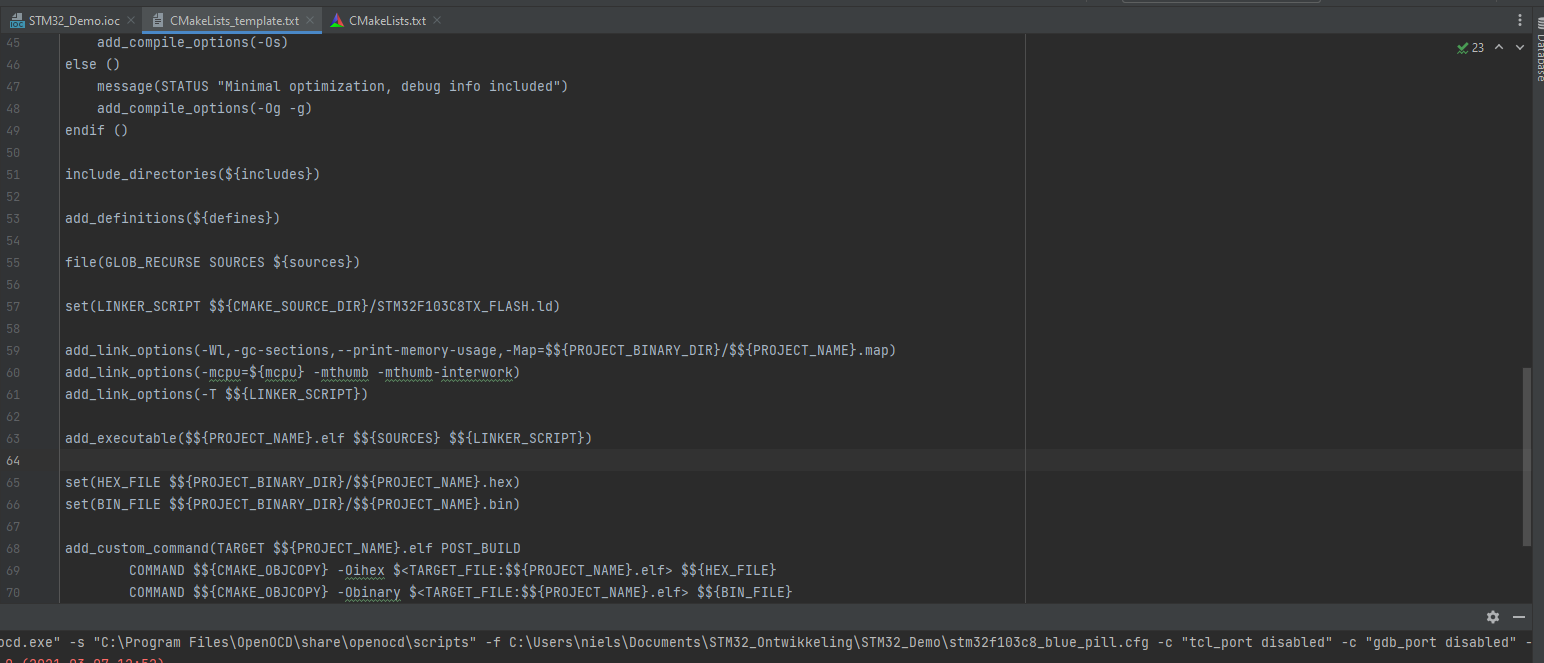 STM32_Demo.ioc CMakeLists_template.txt CMakeLists.txt
23
Database
45 add_compile_options(-Os)
46 else ()
47 message(STATUS "Minimal optimization, debug info included")
48 add_compile_options(-Og -g)
49 endif ()
50
51 include_directories(${includes})
52
53 add_definitions(${defines})
54
55 file(GLOB_RECURSE SOURCES ${sources})
56
57 set(LINKER_SCRIPT $${CMAKE_SOURCE_DIR}/STM32F103C8TX_FLASH.ld)
58
59 add_link_options(-Wl,-gc-sections,--print-memory-usage,-Map=$${PROJECT_BINARY_DIR}/$${PROJECT_NAME}.map)
60 add_link_options(-mcpu=${mcpu} -mthumb -mthumb-interwork)
61 add_link_options(-T $${LINKER_SCRIPT})
62
63 add_executable($${PROJECT_NAME}.elf $${SOURCES} $${LINKER_SCRIPT})
64
65 set(HEX_FILE $${PROJECT_BINARY_DIR}/$${PROJECT_NAME}.hex)
66 set(BIN_FILE $${PROJECT_BINARY_DIR}/$${PROJECT_NAME}.bin)
67
68 add_custom_command(TARGET $${PROJECT_NAME}.elf POST_BUILD
69 COMMAND $${CMAKE_OBJCOPY} -Oihex $<TARGET_FILE:$${PROJECT_NAME}.elf> $${HEX_FILE}
70 COMMAND $${CMAKE_OBJCOPY} -Obinary $<TARGET_FILE:$${PROJECT_NAME}.elf> $${BIN_FILE}
ocd.exe" -s "C:\Program Files\OpenOCD\share\openocd\scripts" -f C:\Users\niels\Documents\STM32_Ontwikkeling\STM32_Demo\stm32f103c8_blue_pill.cfg -c "tcl_port disabled" -c "gdb_port disabled" -